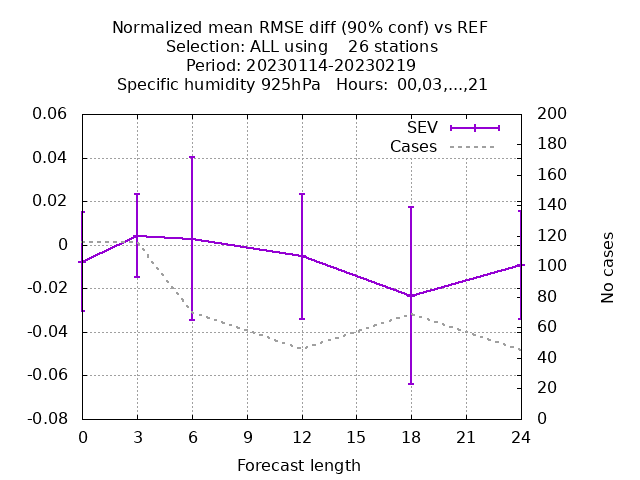 Normalized mean RMSE diff (90% conf) vs REF
Selection: ALL using    26 stations
Period: 20230114-20230219
Specific humidity 925hPa   Hours: 00,03,...,21
0.06
0.04
0.02
0
-0.02
-0.04
-0.06
-0.08
SEV
Cases
200
180
160
140
120
100
80
60
40
20
0
No cases
0 3 6 9 12 15 18 21 24
Forecast length